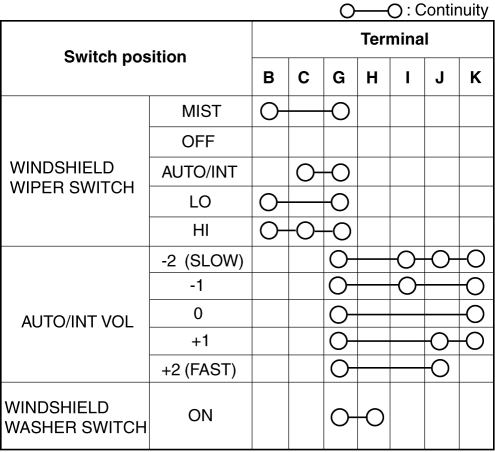 : Continuity
Switch position
Terminal
B C G H I J K
WINDSHIELD
WIPER SWITCH
MIST
OFF
AUTO/INT
LO
HI
AUTO/INT VOL
-2 (SLOW)
-1
0
+1
+2 (FAST)
WINDSHIELD
WASHER SWITCH
ON